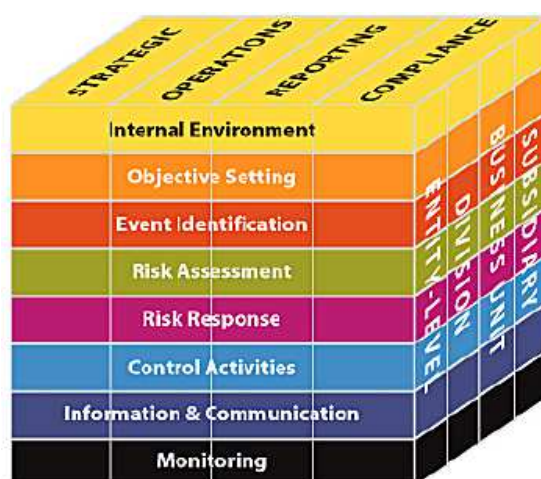 STRATEGIC
OPERATIONS
REPORTING
COMPLIANCE
Internal Environment
Objective Setting
Event Identification
Risk Assessment
Risk Response
Control Activities
Information & Communication
Monitoring
ENTITY-LEVEL
DIVISION
BUSINESS UNIT
SUBSIDIARY